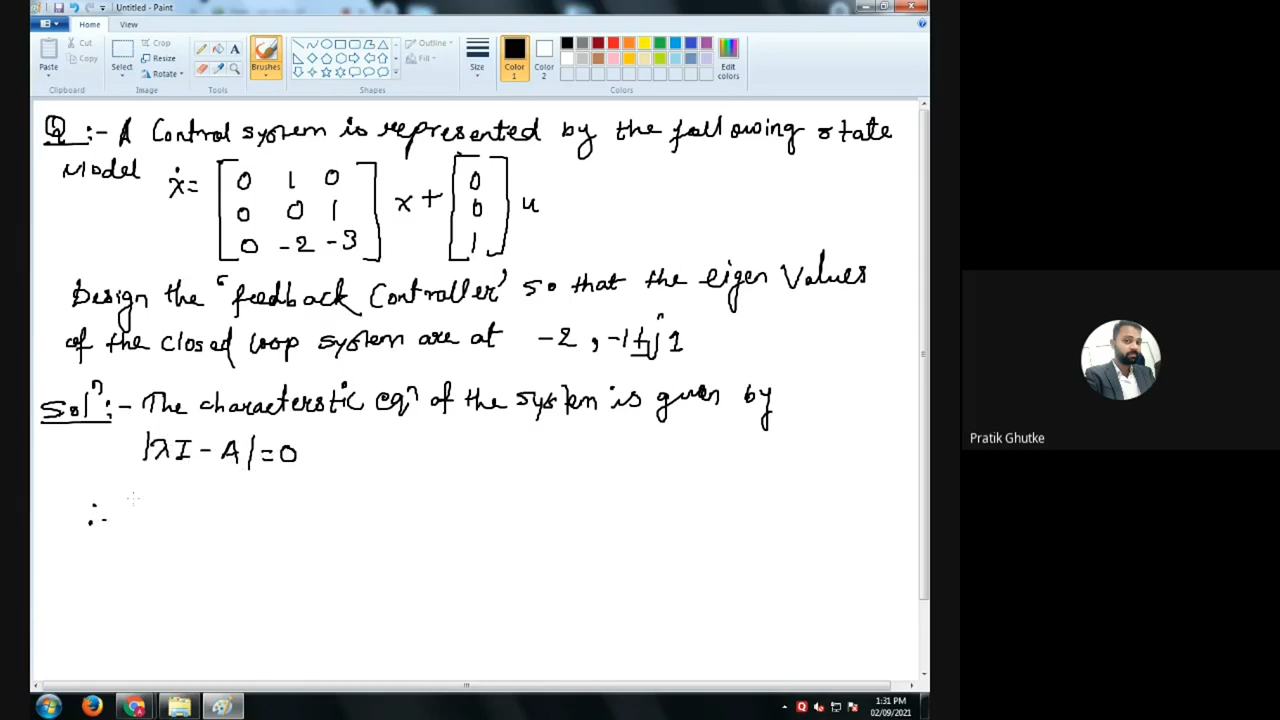 Untitled - Paint
Home View
Paste
Cut
Copy
Clipboard
Select
Crop
Resize
Rotate
Image
Tools
Brushes
Outline
Fill
Shapes
Size
Color 1
Color 2
Edit colors
Colors
Q :- A Control system is represented by the following state
Model ẋ = [0 1 0; 0 0 1; 0 -2 -3] x + [0; 0; 1] u
Design the "feedback Controller" so that the eigen Values
of the closed loop system are at -2, -1±j1
Solⁿ :- The characterstic eqⁿ of the system is given by
|λI - A| = 0
∴
Pratik Ghutke
1:31 PM
02/09/2021